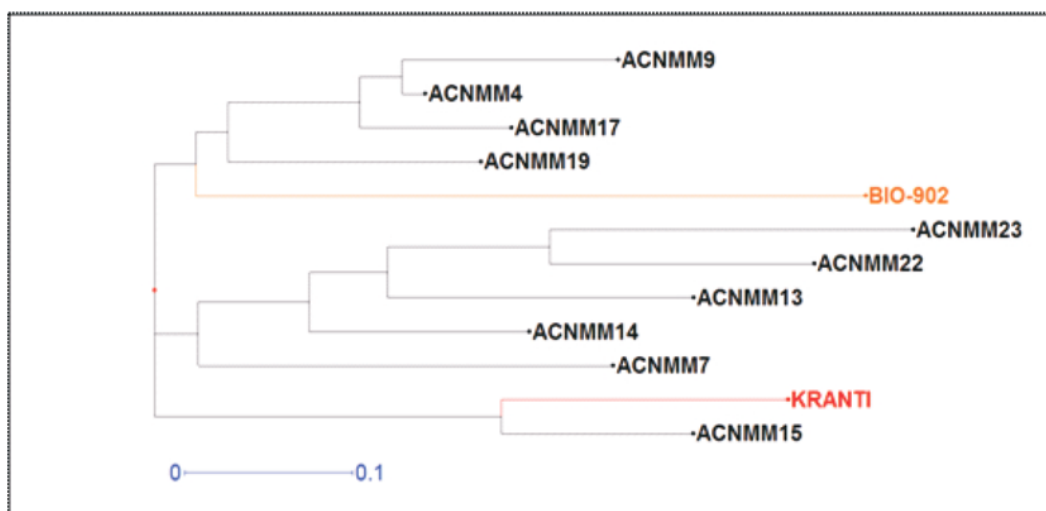 ACNMM9
ACNMM4
ACNMM17
ACNMM19
BIO-902
ACNMM23
ACNMM22
ACNMM13
ACNMM14
ACNMM7
KRANTI
ACNMM15
0 0.1